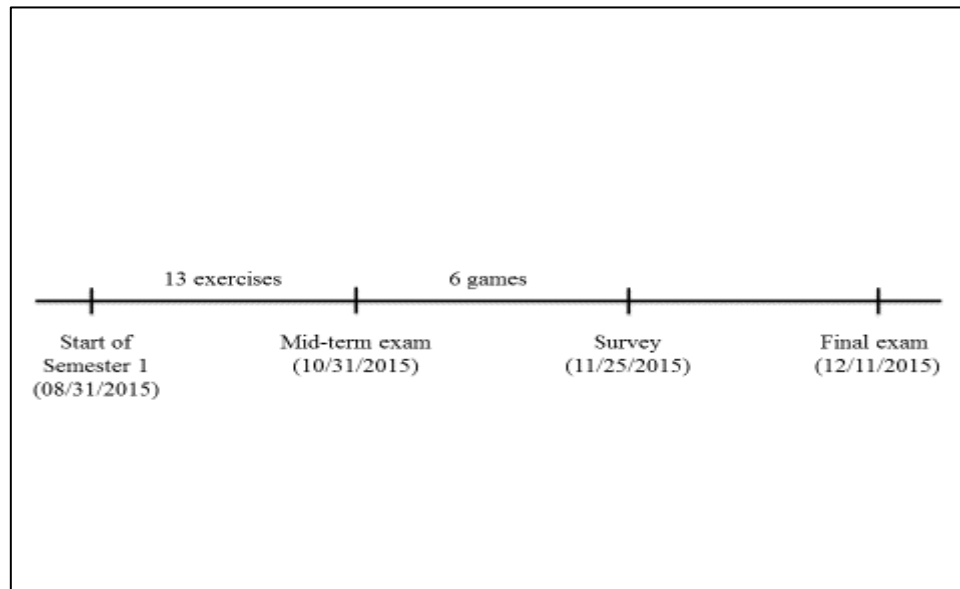 13 exercises
6 games
Start of
Semester 1
(08/31/2015)
Mid-term exam
(10/31/2015)
Survey
(11/25/2015)
Final exam
(12/11/2015)